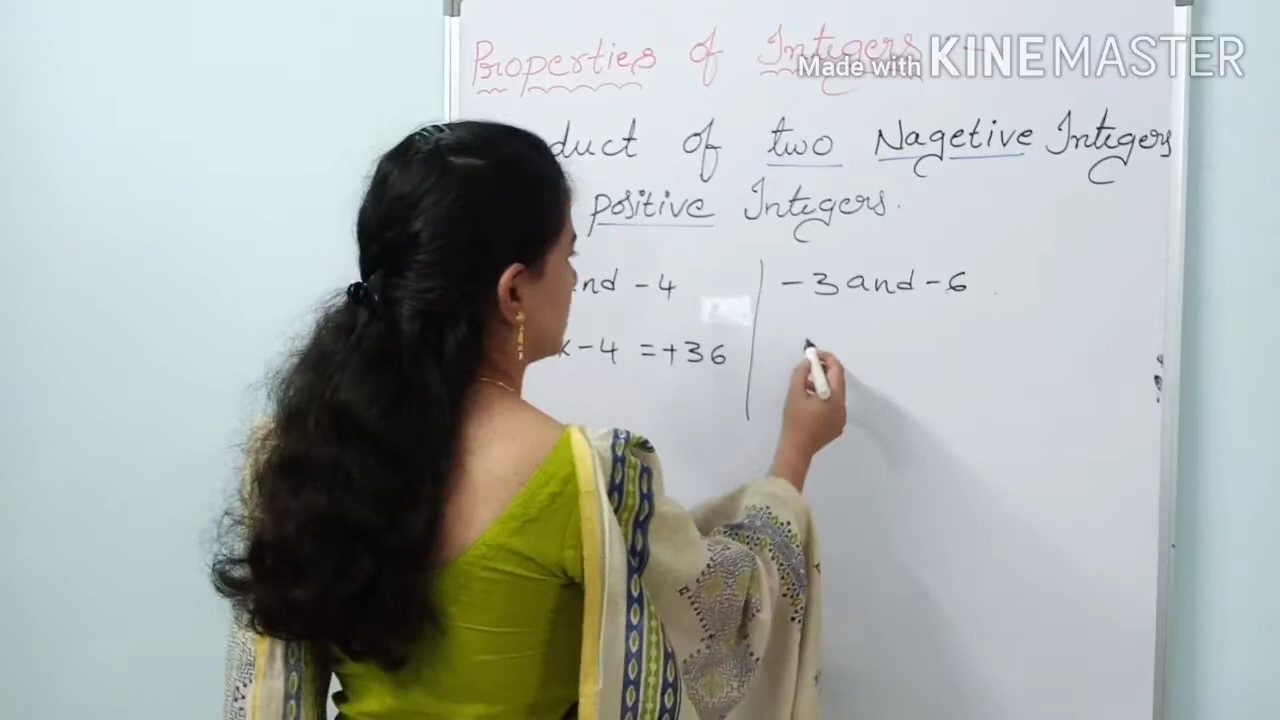 Properties of Integers -
Made with KINEMASTER
duct of two Nagetive Integers
positive Integers.
nd -4
-3 and -6
x -4 = +36